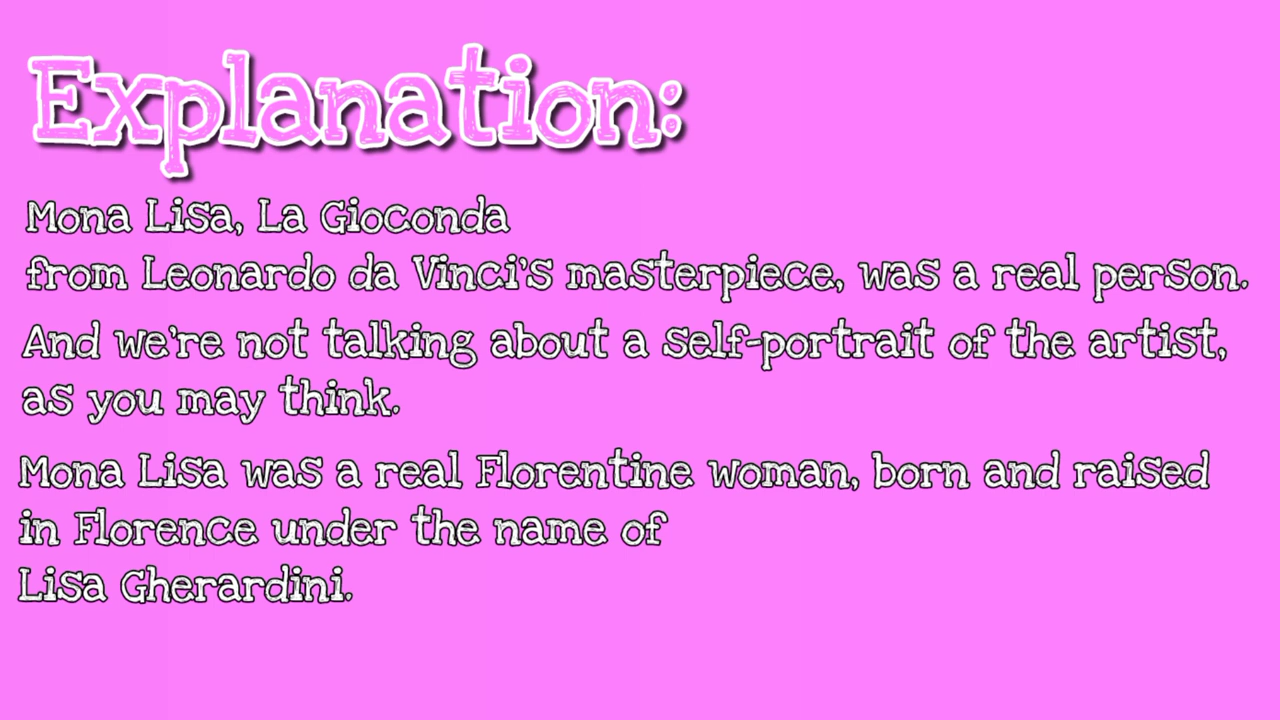 Explanation:
Mona Lisa, La Gioconda
from Leonardo da Vinci's masterpiece, was a real person.
And we're not talking about a self-portrait of the artist,
as you may think.
Mona Lisa was a real Florentine woman, born and raised
in Florence under the name of
Lisa Gherardini.